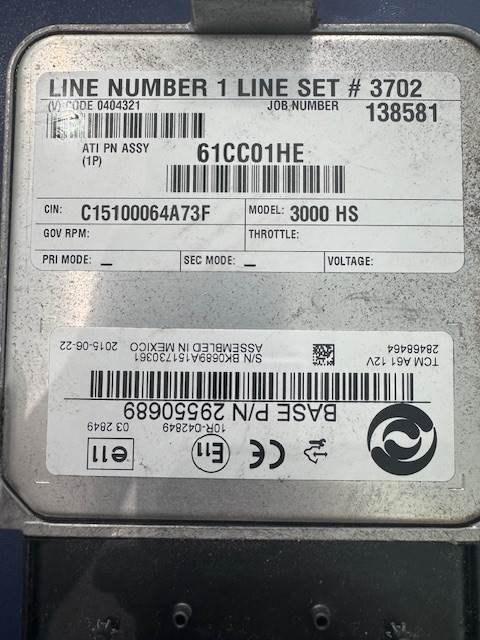 LINE NUMBER 1 LINE SET # 3702
(V) CODE 0404321 JOB NUMBER 138581
ATI PN ASSY 61CC01HE
(1P)
CIN: C15100064A73F MODEL: 3000 HS
GOV RPM: THROTTLE:
PRI MODE: _ SEC MODE: _ VOLTAGE:
TCM A61 12V S/N BK0689A151730361 2015-06-22
28468464 ASSEMBLED IN MEXICO
BASE P/N 29550689
10R-042849 03 2849
CE E11 e11